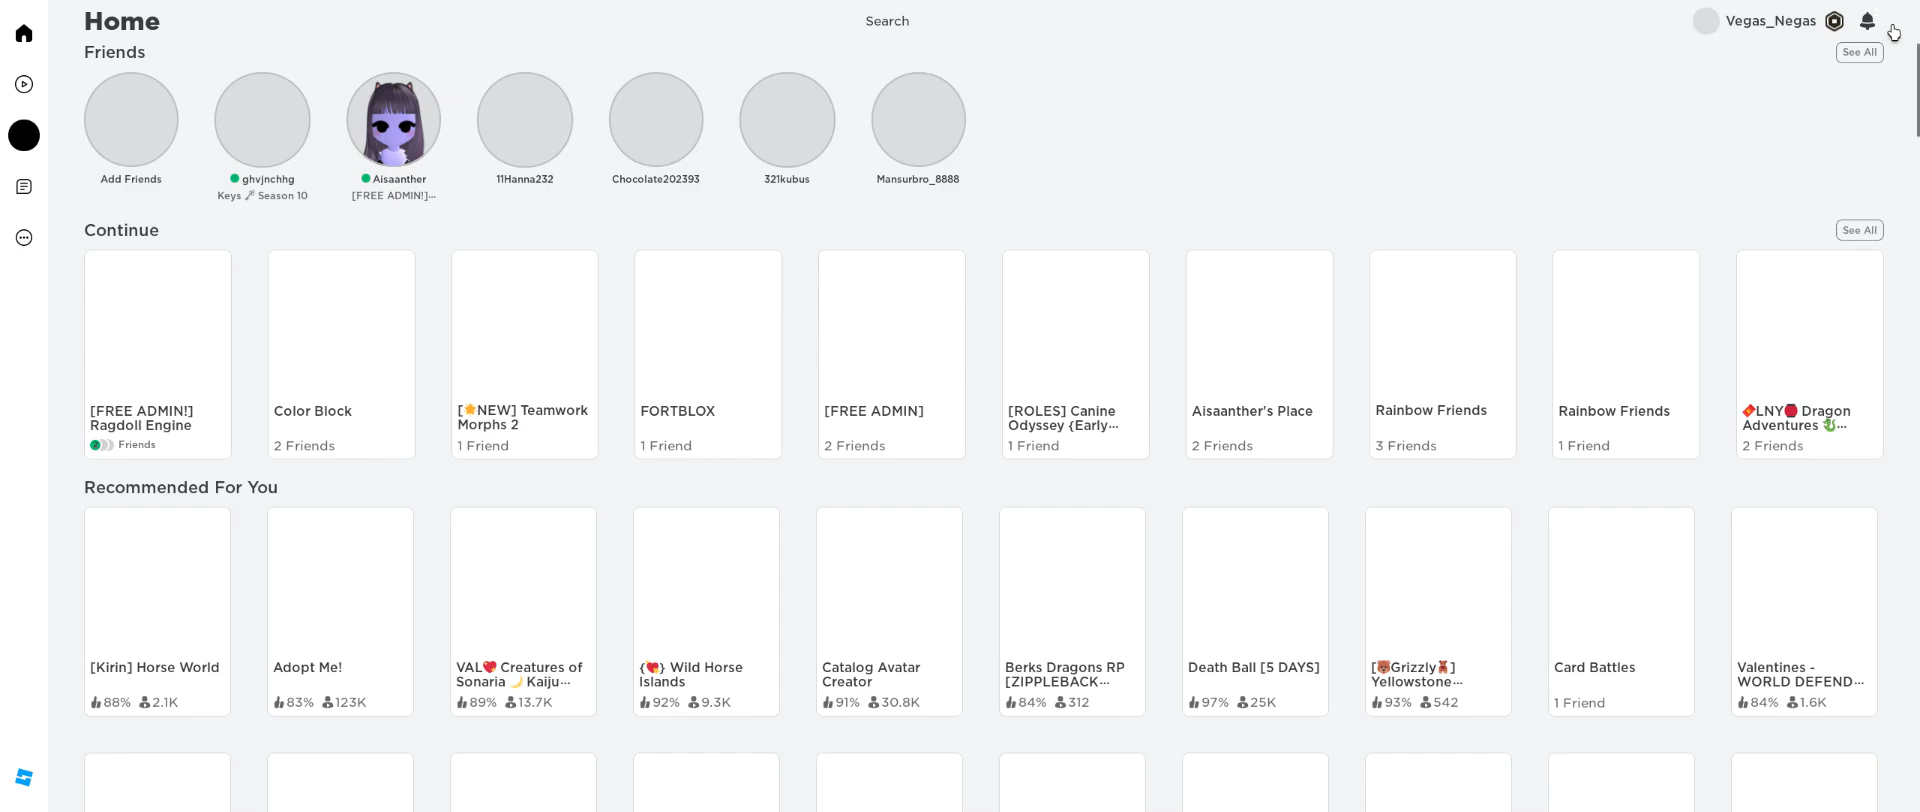 Home
Search
Vegas_Negas
Friends
See All
Add Friends
ghvjnchhg
Keys 🗝 Season 10
Aisaanther
[FREE ADMIN!]...
11Hanna232
Chocolate202393
321kubus
Mansurbro_8888
Continue
See All
[FREE ADMIN!]
Ragdoll Engine
2 Friends
Color Block
2 Friends
[⭐NEW] Teamwork
Morphs 2
1 Friend
FORTBLOX
1 Friend
[FREE ADMIN]
2 Friends
[ROLES] Canine
Odyssey {Early...
1 Friend
Aisaanther's Place
2 Friends
Rainbow Friends
3 Friends
Rainbow Friends
1 Friend
🧧LNY🏮 Dragon
Adventures 🐉...
2 Friends
Recommended For You
[Kirin] Horse World
88% 2.1K
Adopt Me!
83% 123K
VAL💖 Creatures of
Sonaria 🌙 Kaiju...
89% 13.7K
{💘} Wild Horse
Islands
92% 9.3K
Catalog Avatar
Creator
91% 30.8K
Berks Dragons RP
[ZIPPLEBACK...
84% 312
Death Ball [5 DAYS]
97% 25K
[🐻Grizzly🧸]
Yellowstone...
93% 542
Card Battles
1 Friend
Valentines -
WORLD DEFEND...
84% 1.6K